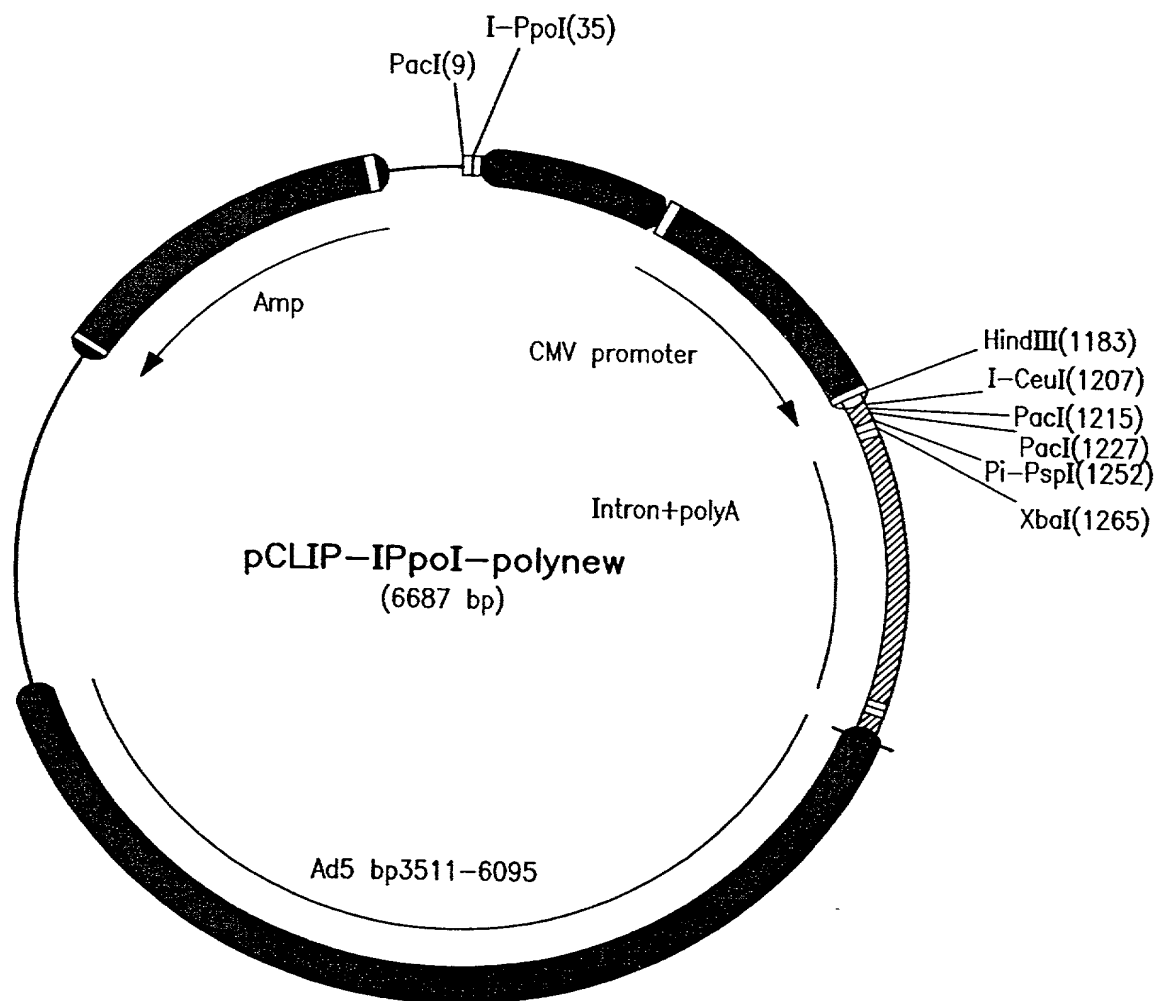 I-PpoI(35)
PacI(9)
Amp
CMV promoter
HindIII(1183)
I-CeuI(1207)
PacI(1215)
PacI(1227)
Pi-PspI(1252)
XbaI(1265)
Intron+polyA
pCLIP-IPpoI-polynew
(6687 bp)
Ad5 bp3511-6095